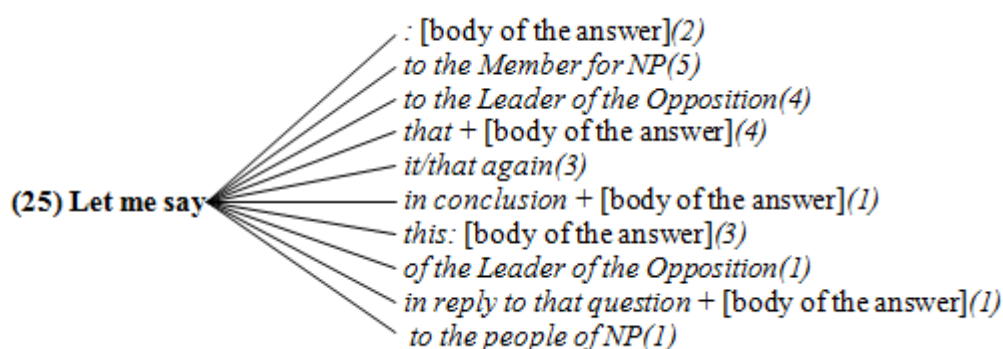 : [body of the answer](2)
to the Member for NP(5)
to the Leader of the Opposition(4)
that + [body of the answer](4)
it/that again(3)
(25) Let me say
in conclusion + [body of the answer](1)
this: [body of the answer](3)
of the Leader of the Opposition(1)
in reply to that question + [body of the answer](1)
to the people of NP(1)